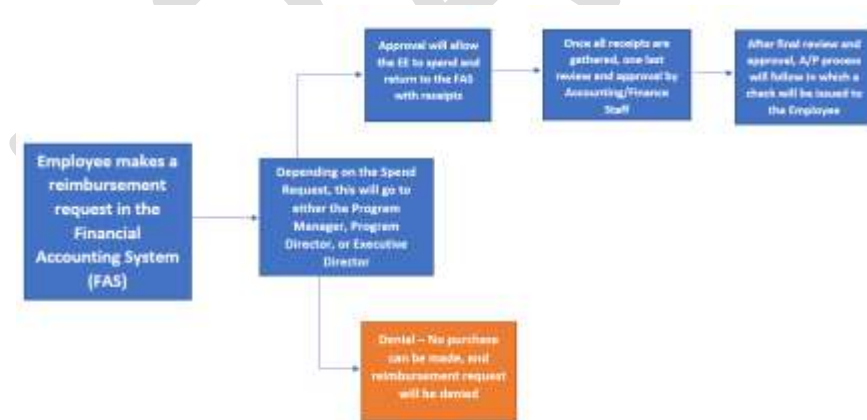 Employee makes a
reimbursement
request in the
Financial
Accounting System
(FAS)
Depending on the Spend
Request, this will go to
either the Program
Manager, Program
Director, or Executive
Director
Approval will allow
the EE to spend and
return to the FAS
with receipts
Once all receipts are
gathered, one last
review and approval by
Accounting/Finance
Staff
After final review and
approval, A/P process
will follow in which a
check will be issued to
the Employee
Denial – No purchase
can be made, and
reimbursement request
will be denied